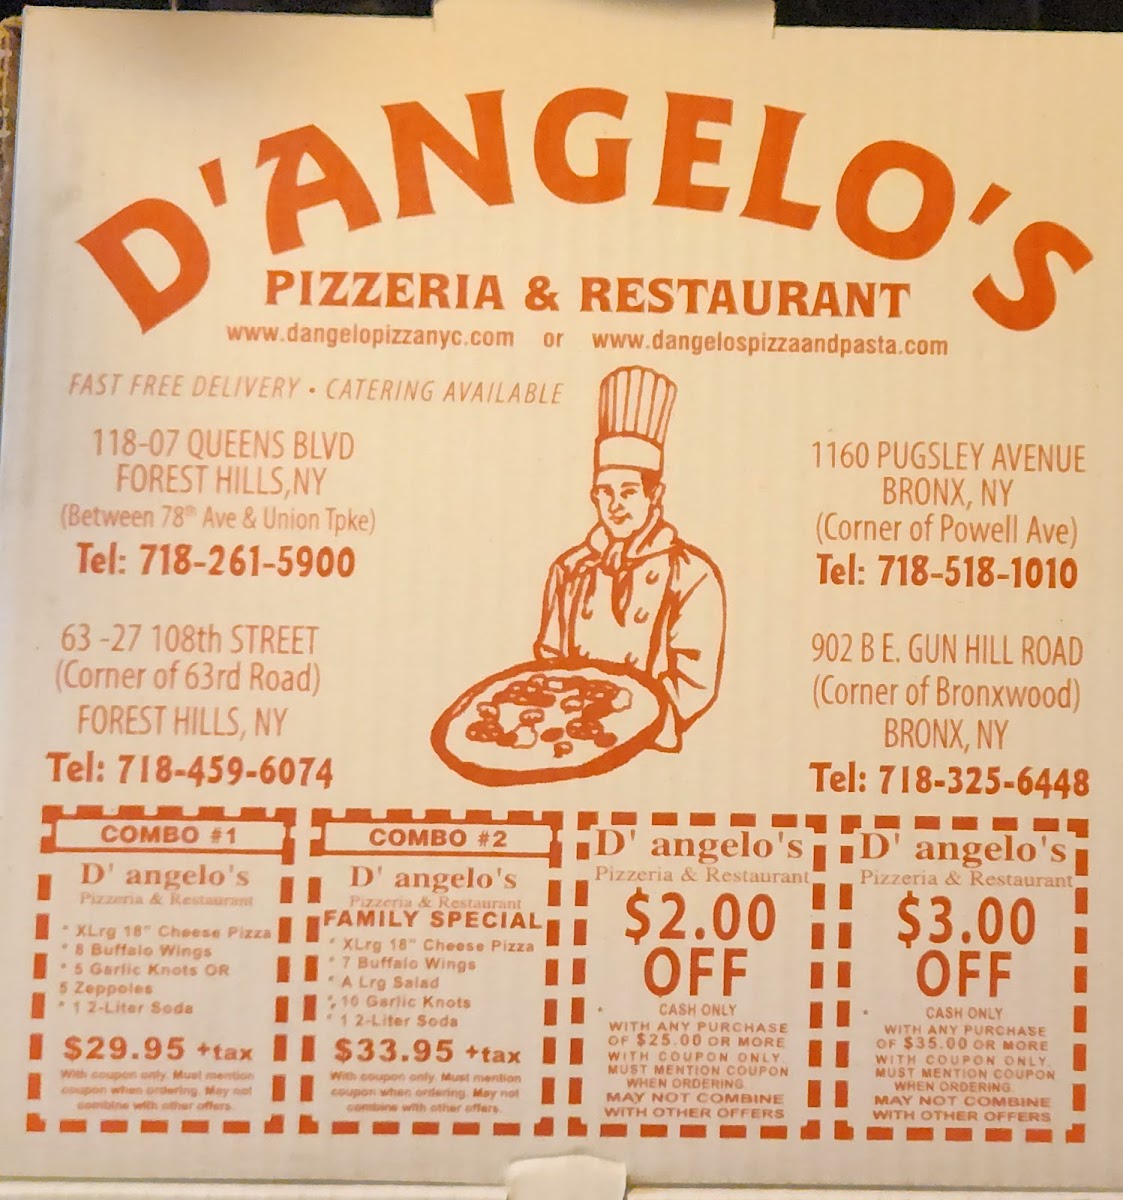 D'ANGELO'S
PIZZERIA & RESTAURANT
www.dangelopizzanyc.com or www.dangelospizzaandpasta.com
FAST FREE DELIVERY • CATERING AVAILABLE
118-07 QUEENS BLVD
FOREST HILLS,NY
(Between 78th Ave & Union Tpke)
Tel: 718-261-5900
63 -27 108th STREET
(Corner of 63rd Road)
FOREST HILLS, NY
Tel: 718-459-6074
1160 PUGSLEY AVENUE
BRONX, NY
(Corner of Powell Ave)
Tel: 718-518-1010
902 B E. GUN HILL ROAD
(Corner of Bronxwood)
BRONX, NY
Tel: 718-325-6448
COMBO #1
D' angelo's
Pizzeria & Restaurant
* XLrg 18" Cheese Pizza
* 8 Buffalo Wings
* 5 Garlic Knots OR
5 Zeppoles
* 1 2-Liter Soda
$29.95 +tax
With coupon only. Must mention
coupon when ordering. May not
combine with other offers.
COMBO #2
D' angelo's
Pizzeria & Restaurant
FAMILY SPECIAL
* XLrg 18" Cheese Pizza
* 7 Buffalo Wings
* A Lrg Salad
* 10 Garlic Knots
* 1 2-Liter Soda
$33.95 +tax
With coupon only. Must mention
coupon when ordering. May not
combine with other offers.
D' angelo's
Pizzeria & Restaurant
$2.00
OFF
CASH ONLY
WITH ANY PURCHASE
OF $25.00 OR MORE
WITH COUPON ONLY.
MUST MENTION COUPON
WHEN ORDERING.
MAY NOT COMBINE
WITH OTHER OFFERS
D' angelo's
Pizzeria & Restaurant
$3.00
OFF
CASH ONLY
WITH ANY PURCHASE
OF $35.00 OR MORE
WITH COUPON ONLY.
MUST MENTION COUPON
WHEN ORDERING.
MAY NOT COMBINE
WITH OTHER OFFERS